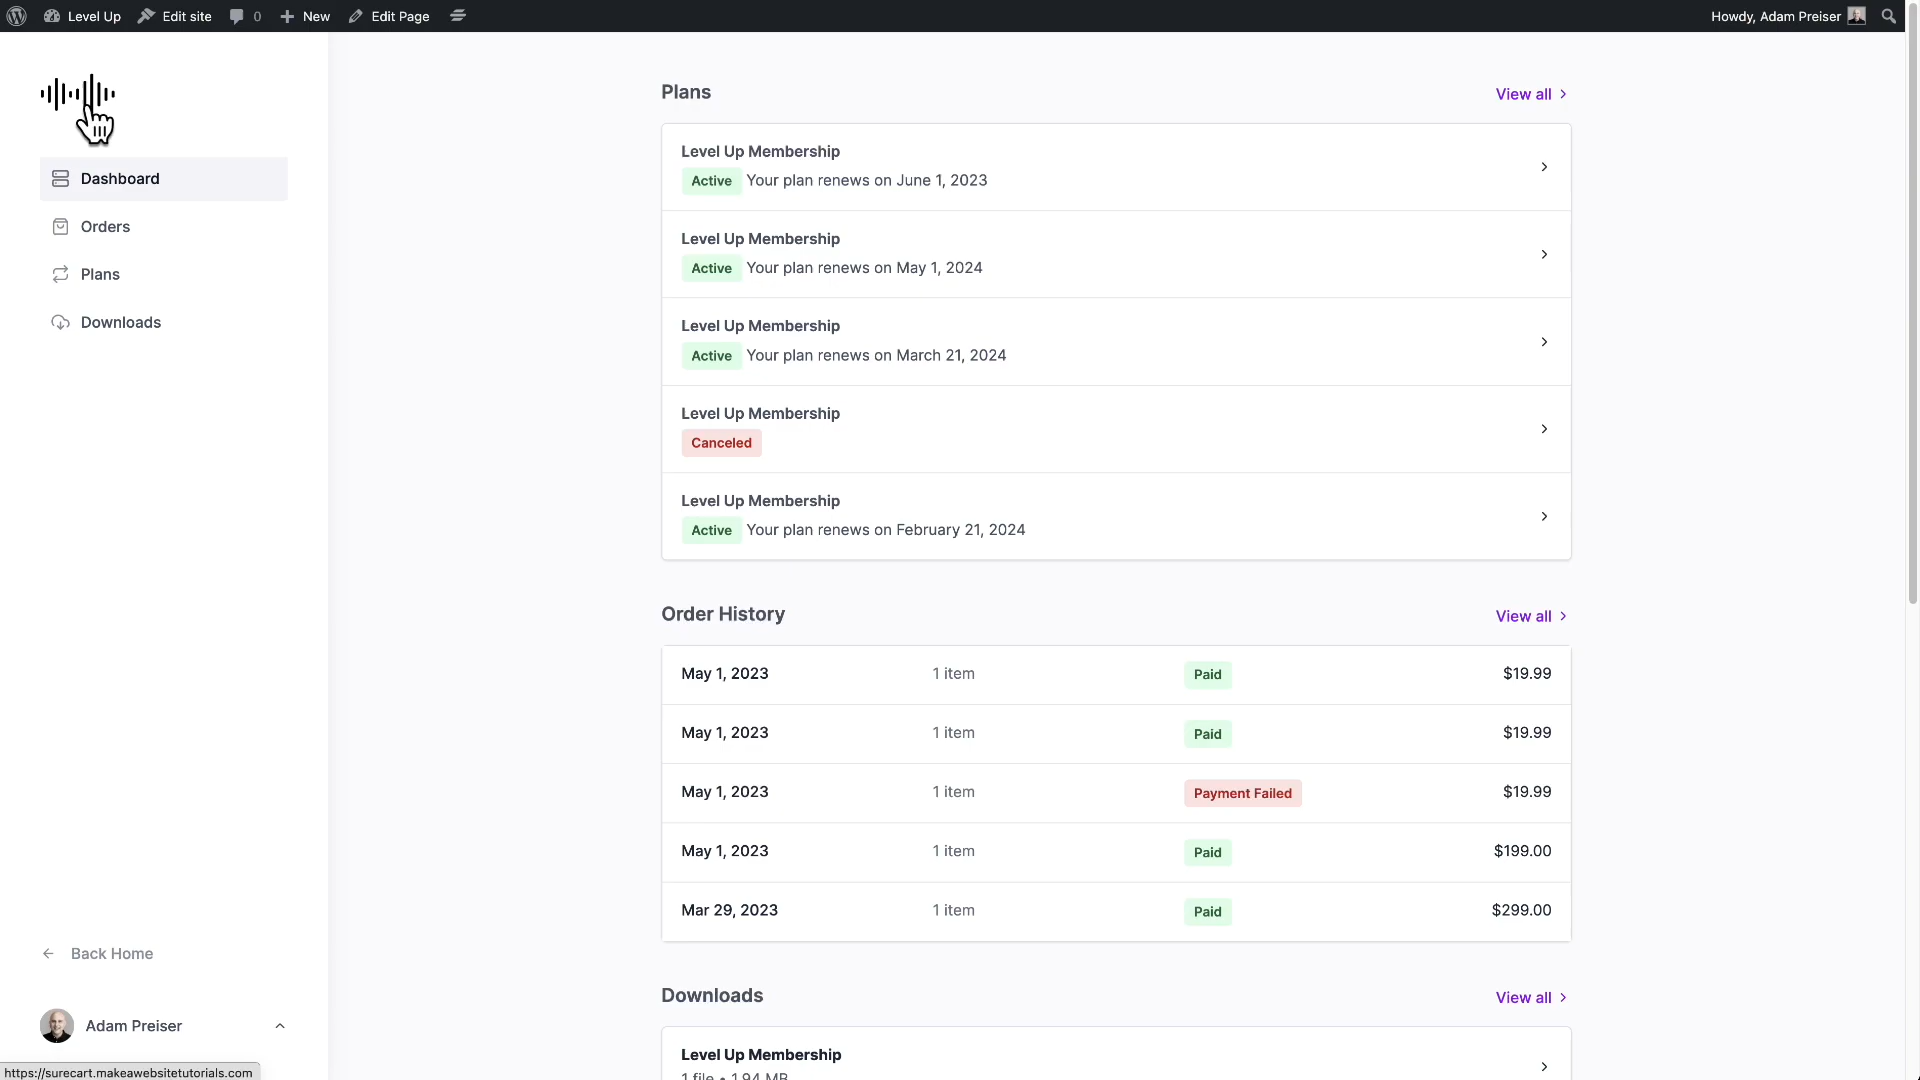 Level Up
Edit site
0
New
Edit Page
Howdy, Adam Preiser
Dashboard
Orders
Plans
Downloads
Back Home
Adam Preiser
https://surecart.makeawebsitetutorials.com
Plans
View all
Level Up Membership
Active Your plan renews on June 1, 2023
Level Up Membership
Active Your plan renews on May 1, 2024
Level Up Membership
Active Your plan renews on March 21, 2024
Level Up Membership
Canceled
Level Up Membership
Active Your plan renews on February 21, 2024
Order History
View all
May 1, 2023 1 item Paid $19.99
May 1, 2023 1 item Paid $19.99
May 1, 2023 1 item Payment Failed $19.99
May 1, 2023 1 item Paid $199.00
Mar 29, 2023 1 item Paid $299.00
Downloads
View all
Level Up Membership
1 file • 1.94 MB